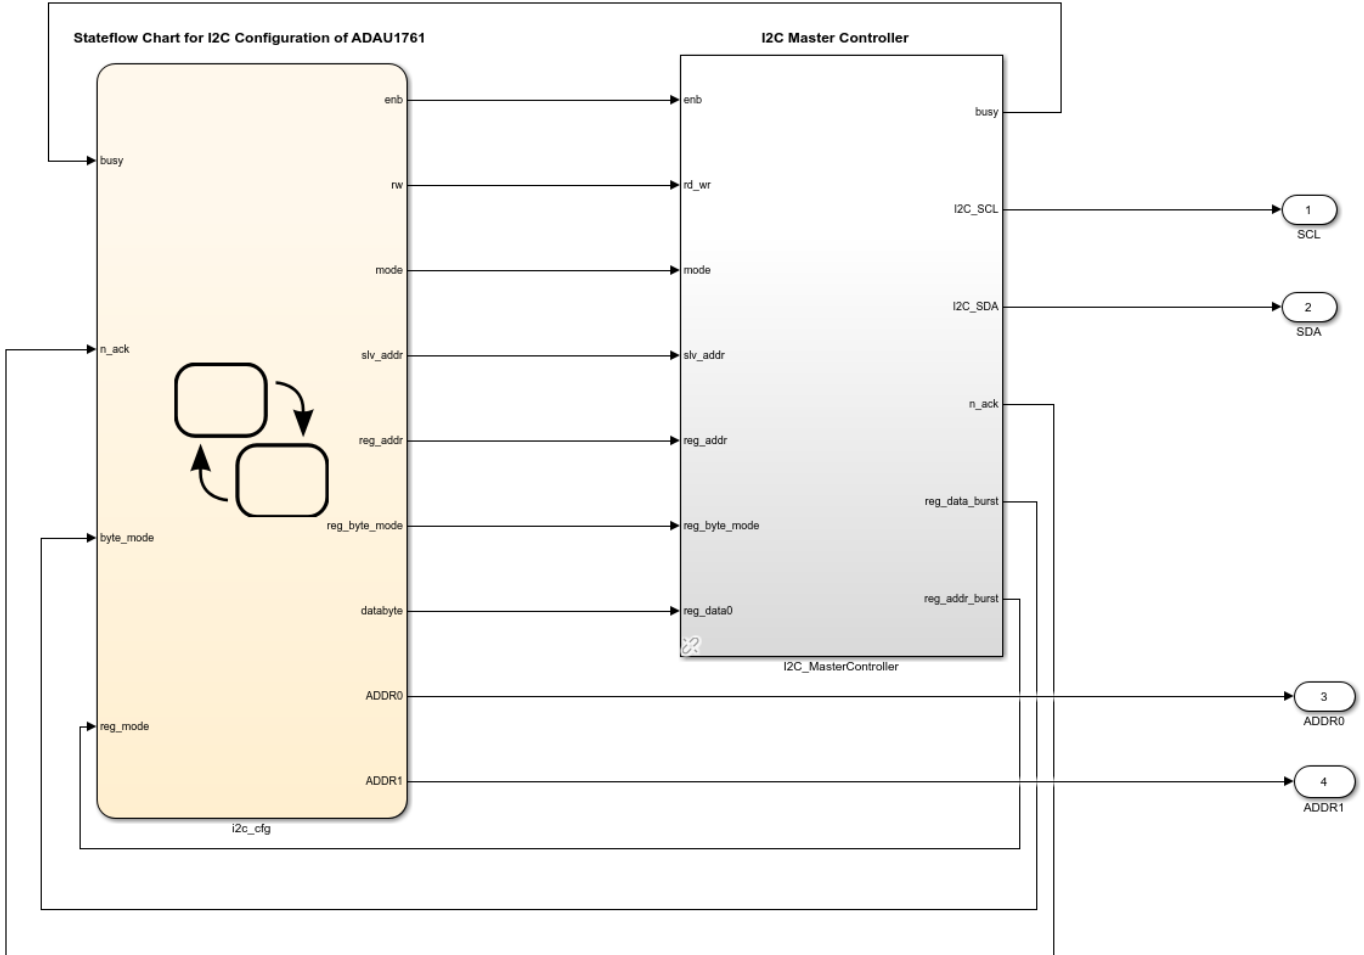 Stateflow Chart for I2C Configuration of ADAU1761
I2C Master Controller
enb
enb
busy
busy
rw
rd_wr
I2C_SCL
1
SCL
mode
mode
I2C_SDA
2
SDA
n_ack
slv_addr
slv_addr
n_ack
reg_addr
reg_addr
reg_data_burst
byte_mode
reg_byte_mode
reg_byte_mode
reg_addr_burst
databyte
reg_data0
I2C_MasterController
ADDR0
3
ADDR0
reg_mode
ADDR1
4
ADDR1
i2c_cfg